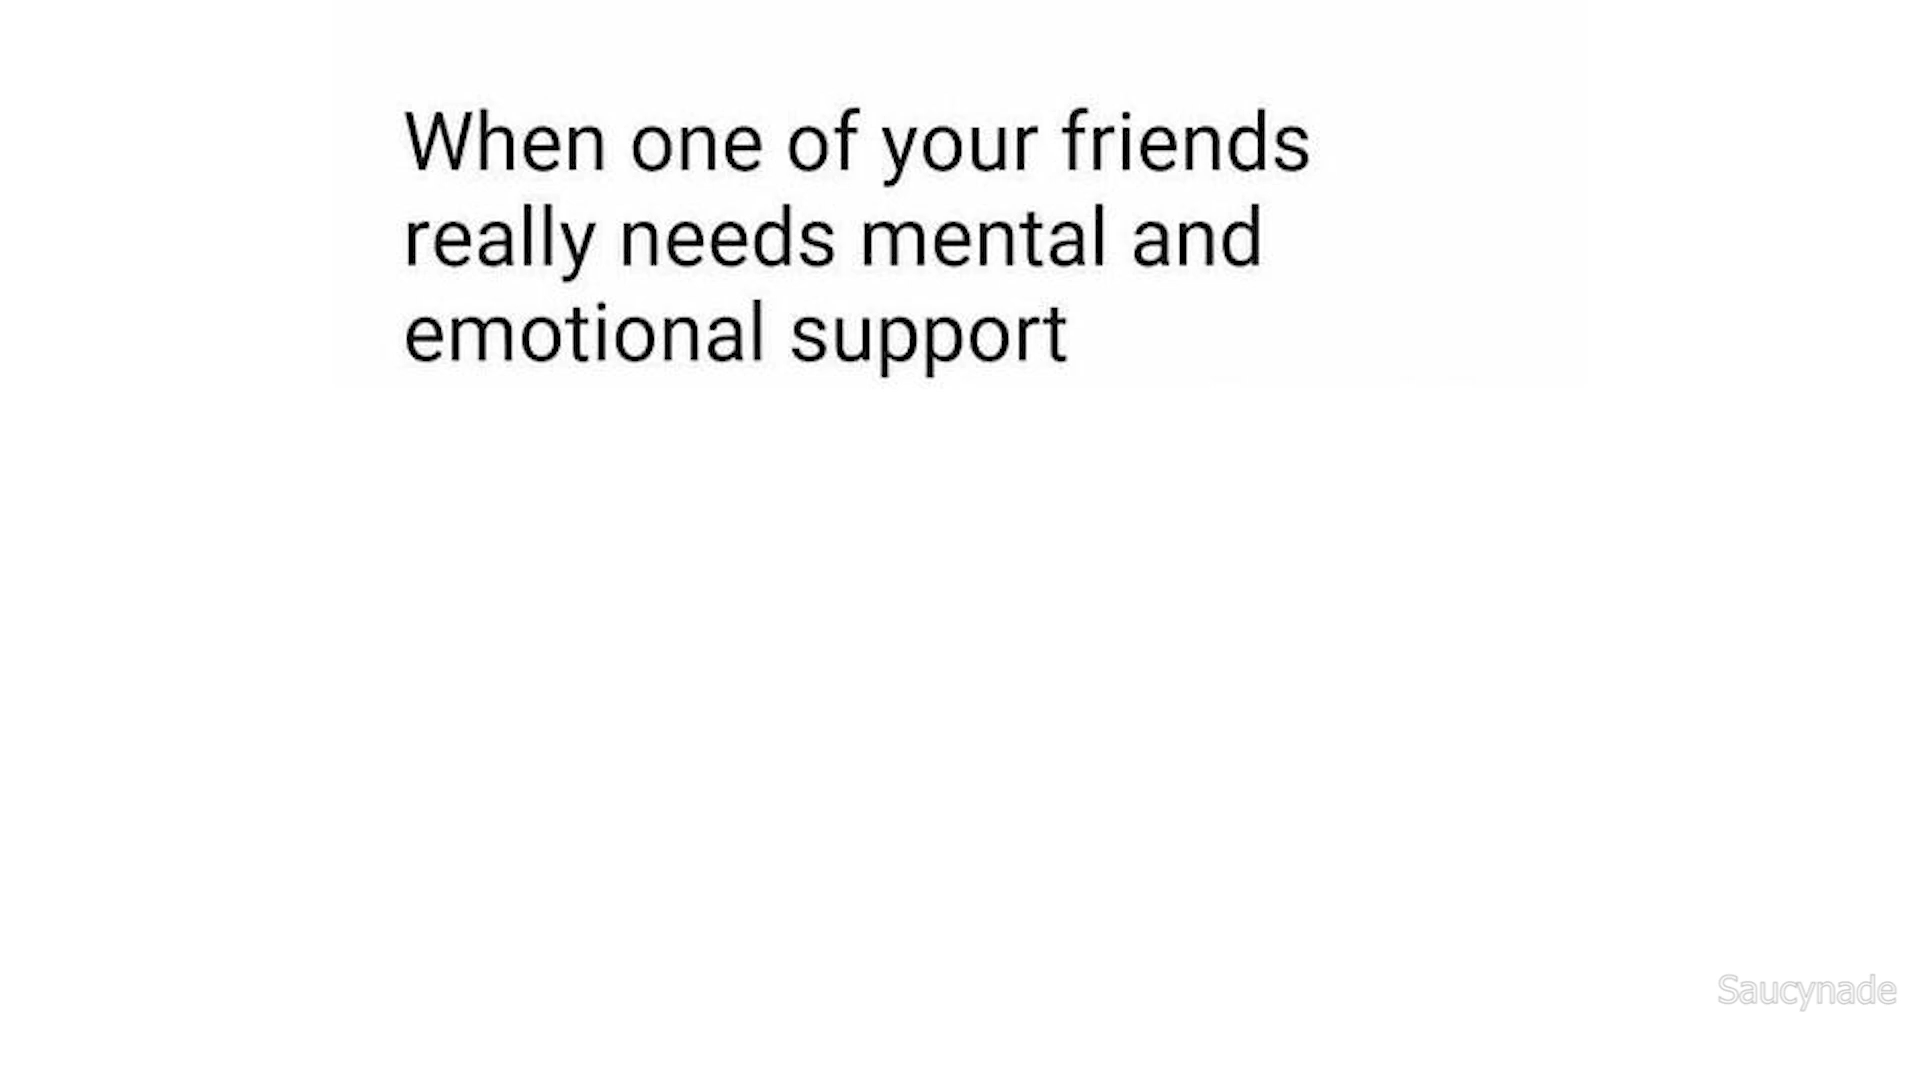 When one of your friends
really needs mental and
emotional support
Saucynade